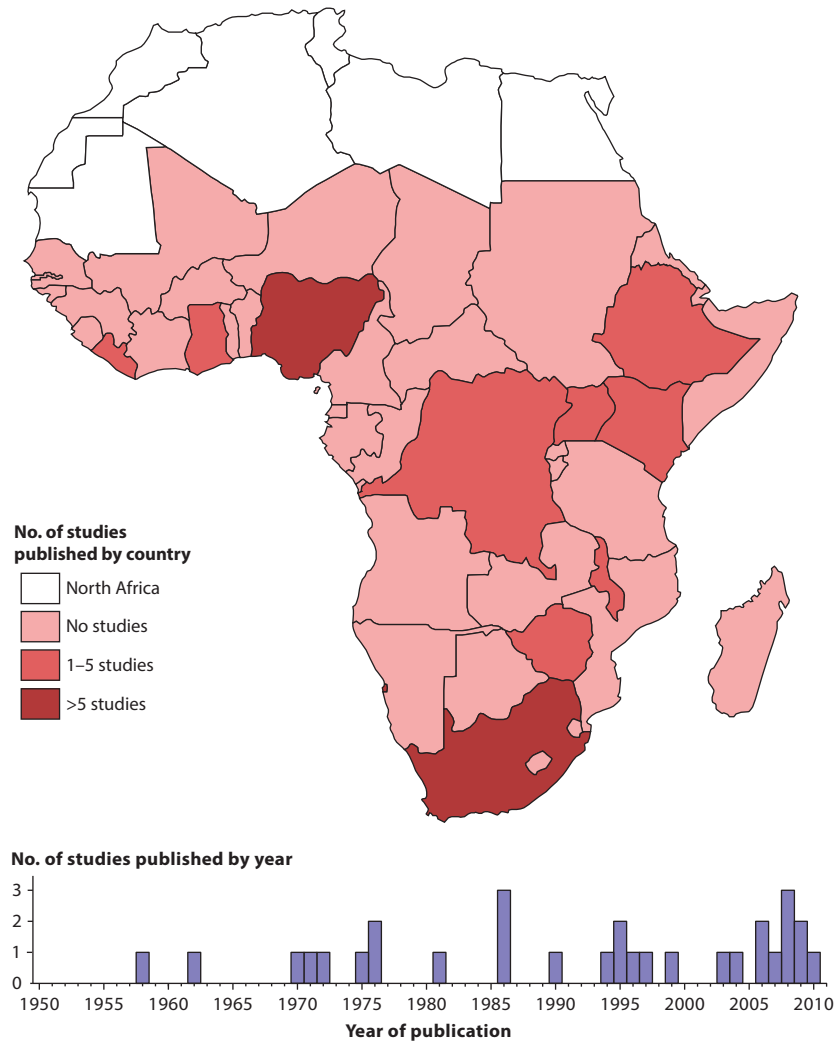 No. of studies
published by country
North Africa
No studies
1–5 studies
>5 studies
No. of studies published by year
3
2
1
0
1950 1955 1960 1965 1970 1975 1980 1985 1990 1995 2000 2005 2010
Year of publication